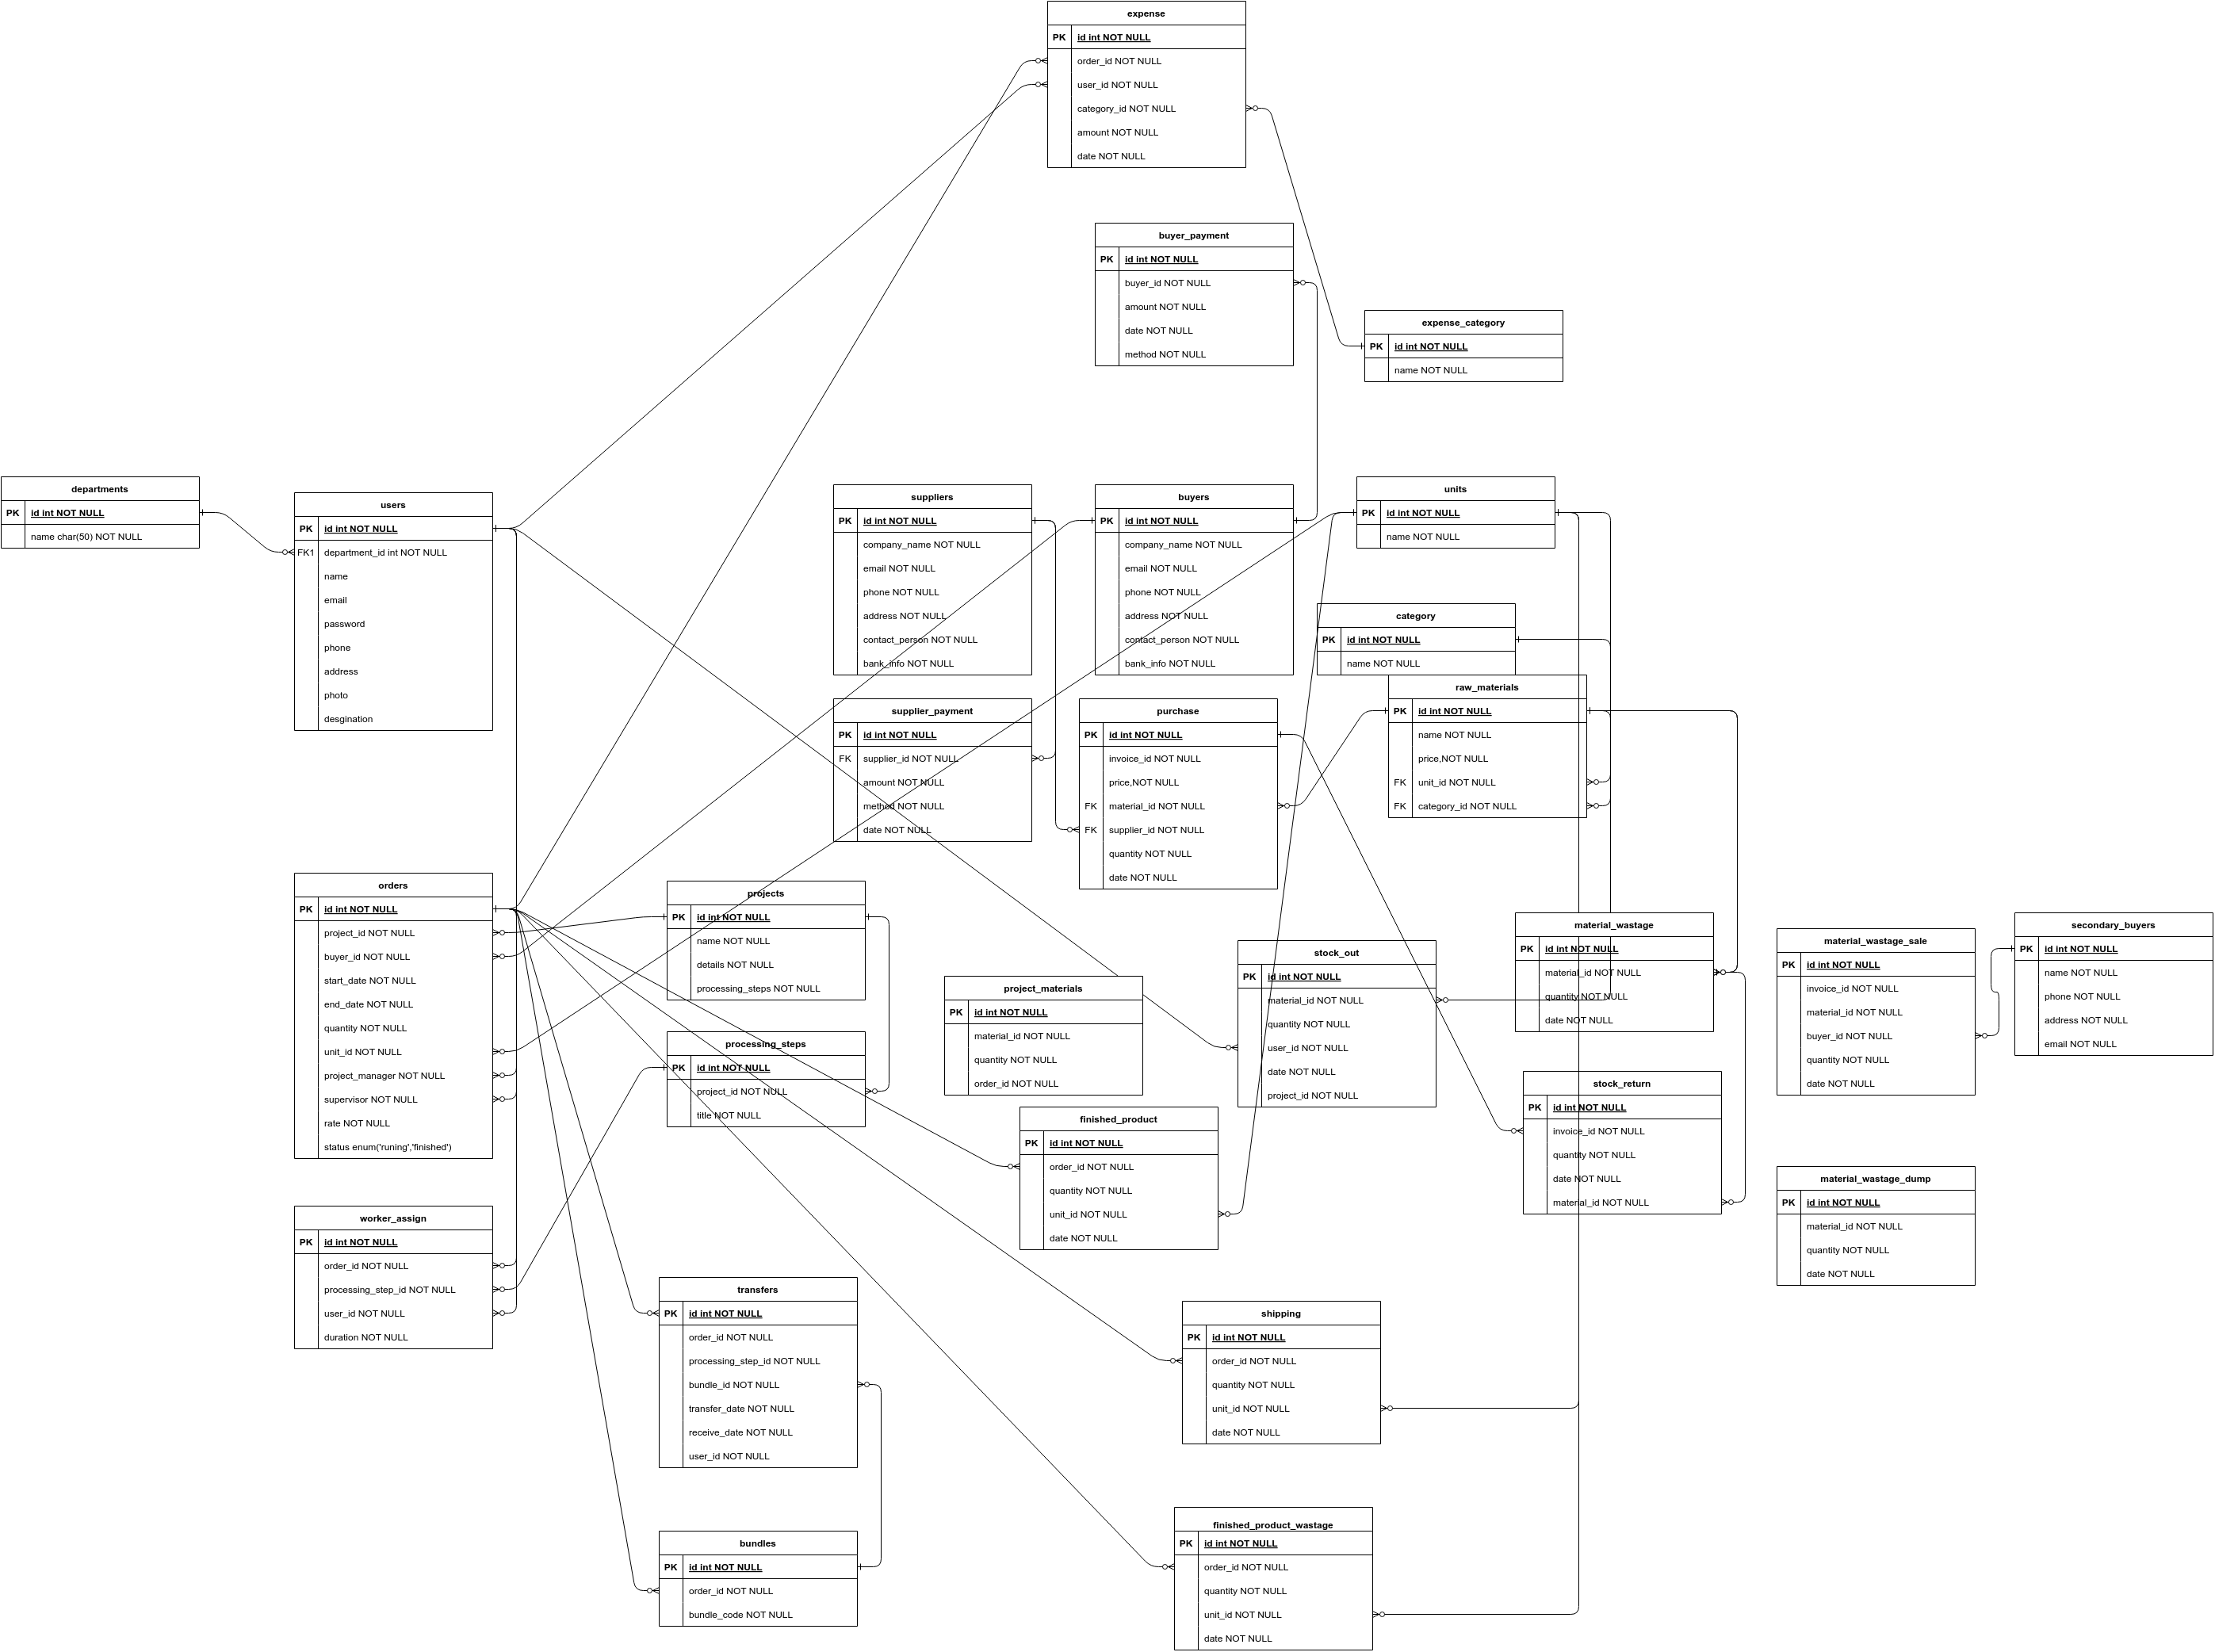 expense
PK id int NOT NULL
order_id NOT NULL
user_id NOT NULL
category_id NOT NULL
amount NOT NULL
date NOT NULL
buyer_payment
PK id int NOT NULL
buyer_id NOT NULL
amount NOT NULL
date NOT NULL
method NOT NULL
expense_category
PK id int NOT NULL
name NOT NULL
departments
PK id int NOT NULL
name char(50) NOT NULL
users
PK id int NOT NULL
FK1 department_id int NOT NULL
name
email
password
phone
address
photo
desgination
suppliers
PK id int NOT NULL
company_name NOT NULL
email NOT NULL
phone NOT NULL
address NOT NULL
contact_person NOT NULL
bank_info NOT NULL
buyers
PK id int NOT NULL
company_name NOT NULL
email NOT NULL
phone NOT NULL
address NOT NULL
contact_person NOT NULL
bank_info NOT NULL
units
PK id int NOT NULL
name NOT NULL
category
PK id int NOT NULL
name NOT NULL
raw_materials
PK id int NOT NULL
name NOT NULL
price,NOT NULL
FK unit_id NOT NULL
FK category_id NOT NULL
supplier_payment
PK id int NOT NULL
FK supplier_id NOT NULL
amount NOT NULL
method NOT NULL
date NOT NULL
purchase
PK id int NOT NULL
invoice_id NOT NULL
price,NOT NULL
FK material_id NOT NULL
FK supplier_id NOT NULL
quantity NOT NULL
date NOT NULL
orders
PK id int NOT NULL
project_id NOT NULL
buyer_id NOT NULL
start_date NOT NULL
end_date NOT NULL
quantity NOT NULL
unit_id NOT NULL
project_manager NOT NULL
supervisor NOT NULL
rate NOT NULL
status enum('runing','finished')
projects
PK id int NOT NULL
name NOT NULL
details NOT NULL
processing_steps NOT NULL
processing_steps
PK id int NOT NULL
project_id NOT NULL
title NOT NULL
project_materials
PK id int NOT NULL
material_id NOT NULL
quantity NOT NULL
order_id NOT NULL
stock_out
PK id int NOT NULL
material_id NOT NULL
quantity NOT NULL
user_id NOT NULL
date NOT NULL
project_id NOT NULL
material_wastage
PK id int NOT NULL
material_id NOT NULL
quantity NOT NULL
date NOT NULL
material_wastage_sale
PK id int NOT NULL
invoice_id NOT NULL
material_id NOT NULL
buyer_id NOT NULL
quantity NOT NULL
date NOT NULL
secondary_buyers
PK id int NOT NULL
name NOT NULL
phone NOT NULL
address NOT NULL
email NOT NULL
stock_return
PK id int NOT NULL
invoice_id NOT NULL
quantity NOT NULL
date NOT NULL
material_id NOT NULL
finished_product
PK id int NOT NULL
order_id NOT NULL
quantity NOT NULL
unit_id NOT NULL
date NOT NULL
material_wastage_dump
PK id int NOT NULL
material_id NOT NULL
quantity NOT NULL
date NOT NULL
worker_assign
PK id int NOT NULL
order_id NOT NULL
processing_step_id NOT NULL
user_id NOT NULL
duration NOT NULL
transfers
PK id int NOT NULL
order_id NOT NULL
processing_step_id NOT NULL
bundle_id NOT NULL
transfer_date NOT NULL
receive_date NOT NULL
user_id NOT NULL
shipping
PK id int NOT NULL
order_id NOT NULL
quantity NOT NULL
unit_id NOT NULL
date NOT NULL
bundles
PK id int NOT NULL
order_id NOT NULL
bundle_code NOT NULL
finished_product_wastage
PK id int NOT NULL
order_id NOT NULL
quantity NOT NULL
unit_id NOT NULL
date NOT NULL